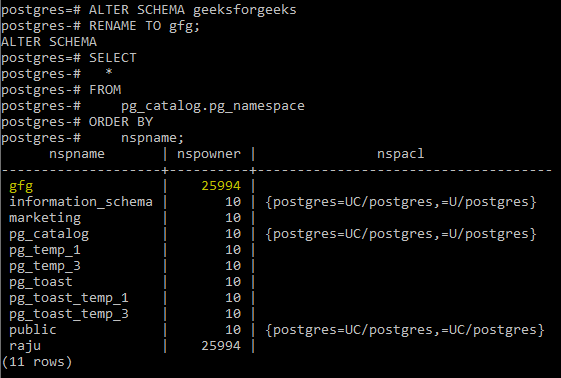 postgres=# ALTER SCHEMA geeksforgeeks
postgres-# RENAME TO gfg;
ALTER SCHEMA
postgres=# SELECT
postgres-#    *
postgres-# FROM
postgres-#     pg_catalog.pg_namespace
postgres-# ORDER BY
postgres-#     nspname;
      nspname       | nspowner |               nspacl
--------------------+----------+-------------------------------------
 gfg                |    25994 |
 information_schema |       10 | {postgres=UC/postgres,=U/postgres}
 marketing          |       10 |
 pg_catalog         |       10 | {postgres=UC/postgres,=U/postgres}
 pg_temp_1          |       10 |
 pg_temp_3          |       10 |
 pg_toast           |       10 |
 pg_toast_temp_1    |       10 |
 pg_toast_temp_3    |       10 |
 public             |       10 | {postgres=UC/postgres,=UC/postgres}
 raju               |    25994 |
(11 rows)